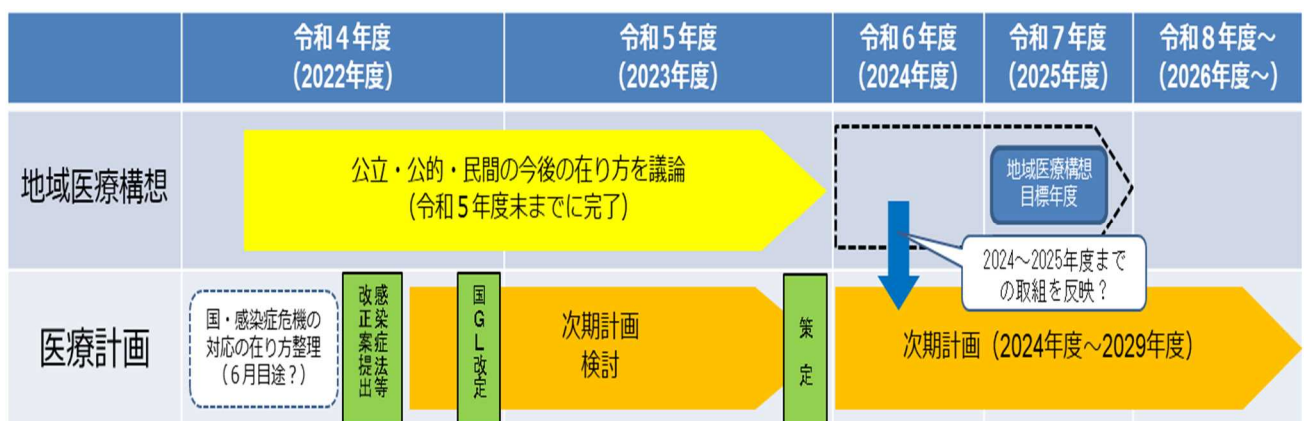 令和4年度
(2022年度)
令和5年度
(2023年度)
令和6年度
(2024年度)
令和7年度
(2025年度)
令和8年度～
(2026年度～)
地域医療構想
公立・公的・民間の今後の在り方を議論
(令和5年度末までに完了)
地域医療構想
目標年度
2024～2025年度まで
の取組を反映？
医療計画
国・感染症危機の
対応の在り方整理
(6月目途？)
感染症法等
改正案提出
国GL改定
次期計画
検討
策定
次期計画(2024年度～2029年度)